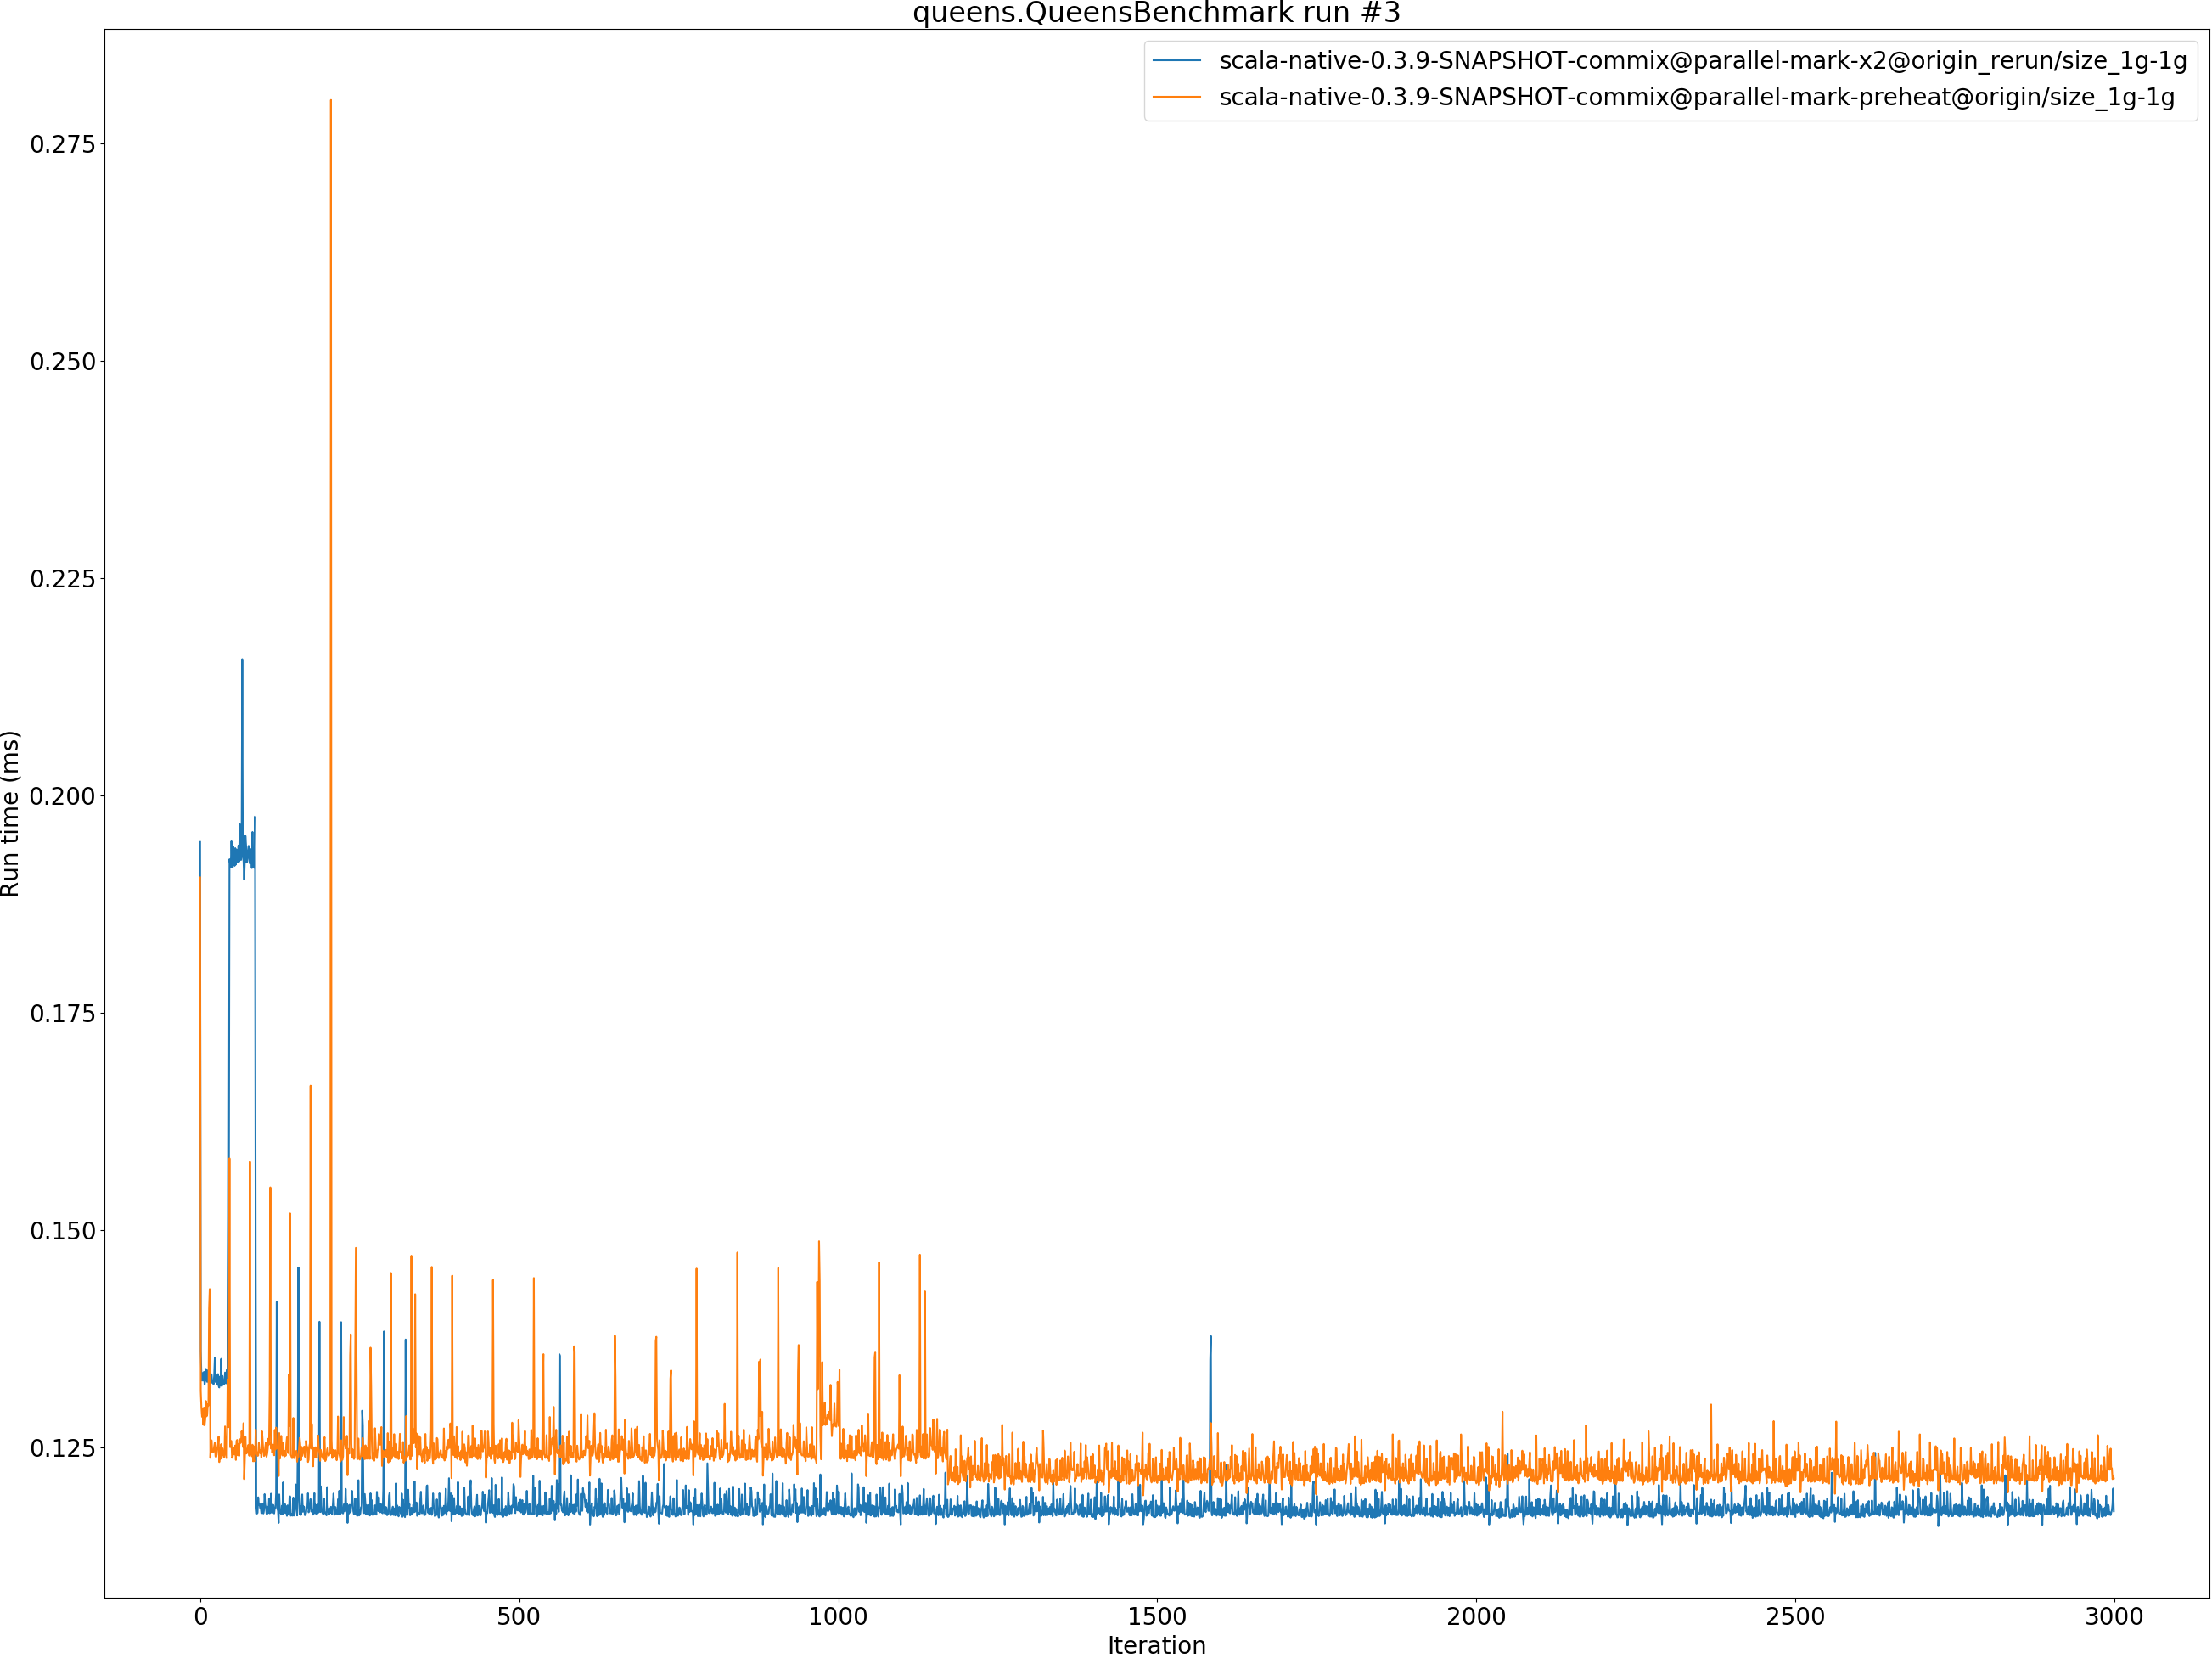 queens.QueensBenchmark run #3
scala-native-0.3.9-SNAPSHOT-commix@parallel-mark-x2@origin_rerun/size_1g-1g
scala-native-0.3.9-SNAPSHOT-commix@parallel-mark-preheat@origin/size_1g-1g
Run time (ms)
0.275
0.250
0.225
0.200
0.175
0.150
0.125
0 500 1000 1500 2000 2500 3000
Iteration